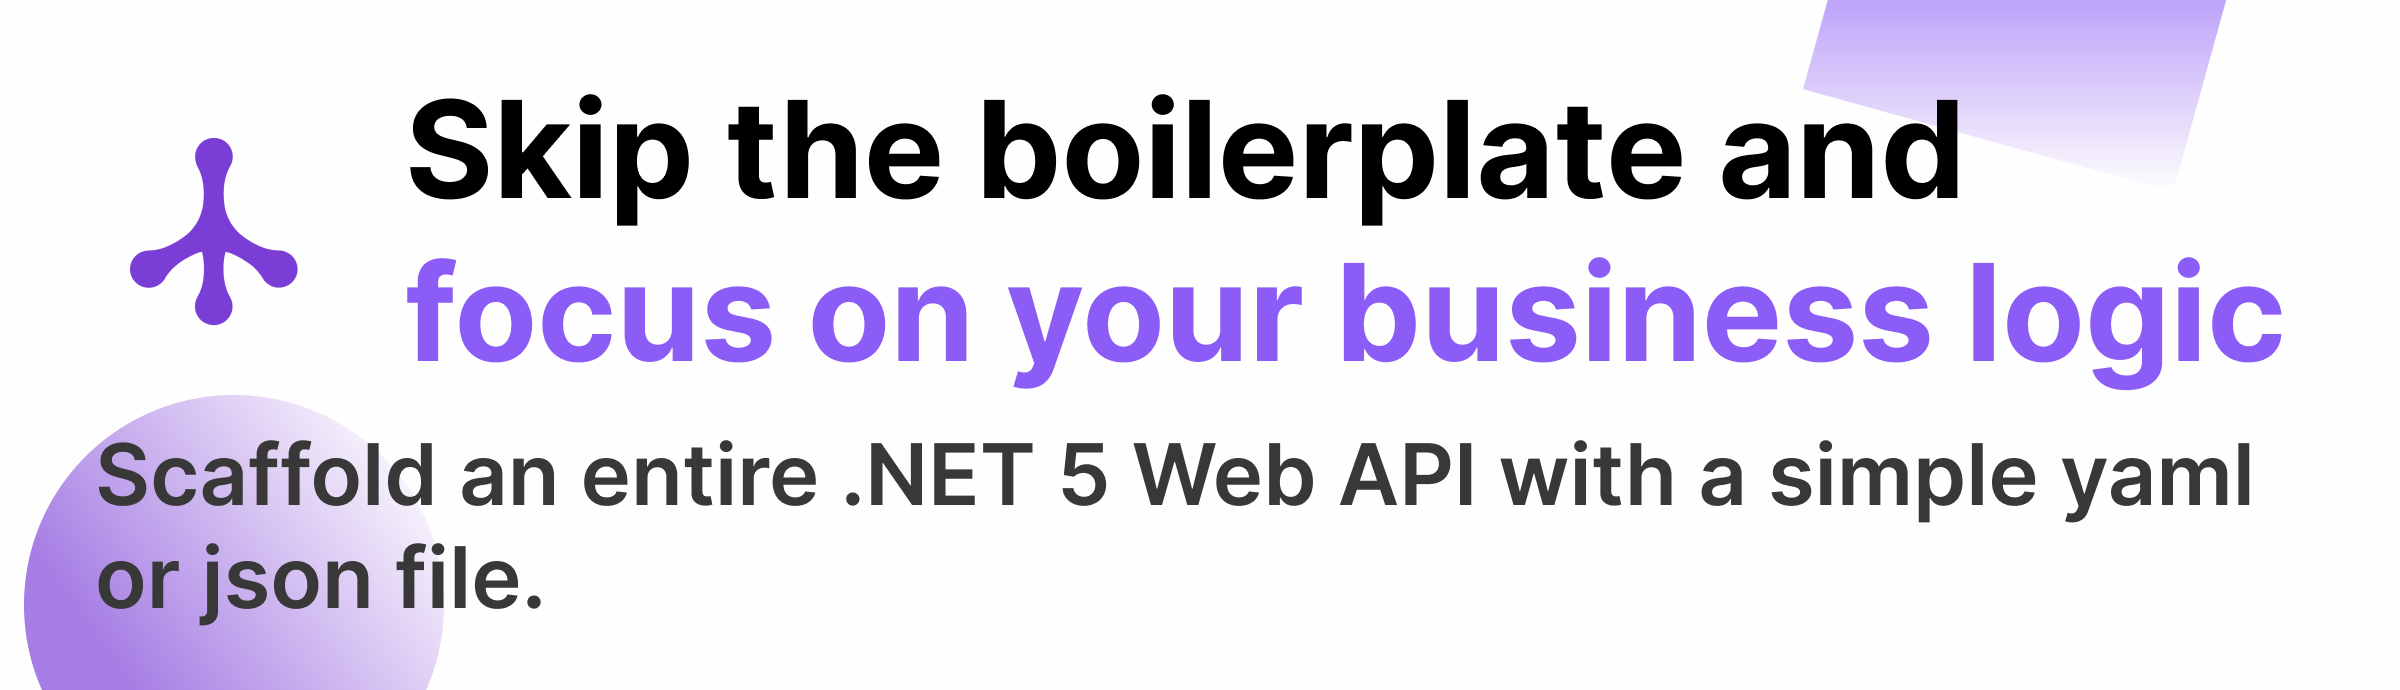 Skip the boilerplate and
focus on your business logic
Scaffold an entire .NET 5 Web API with a simple yaml
or json file.